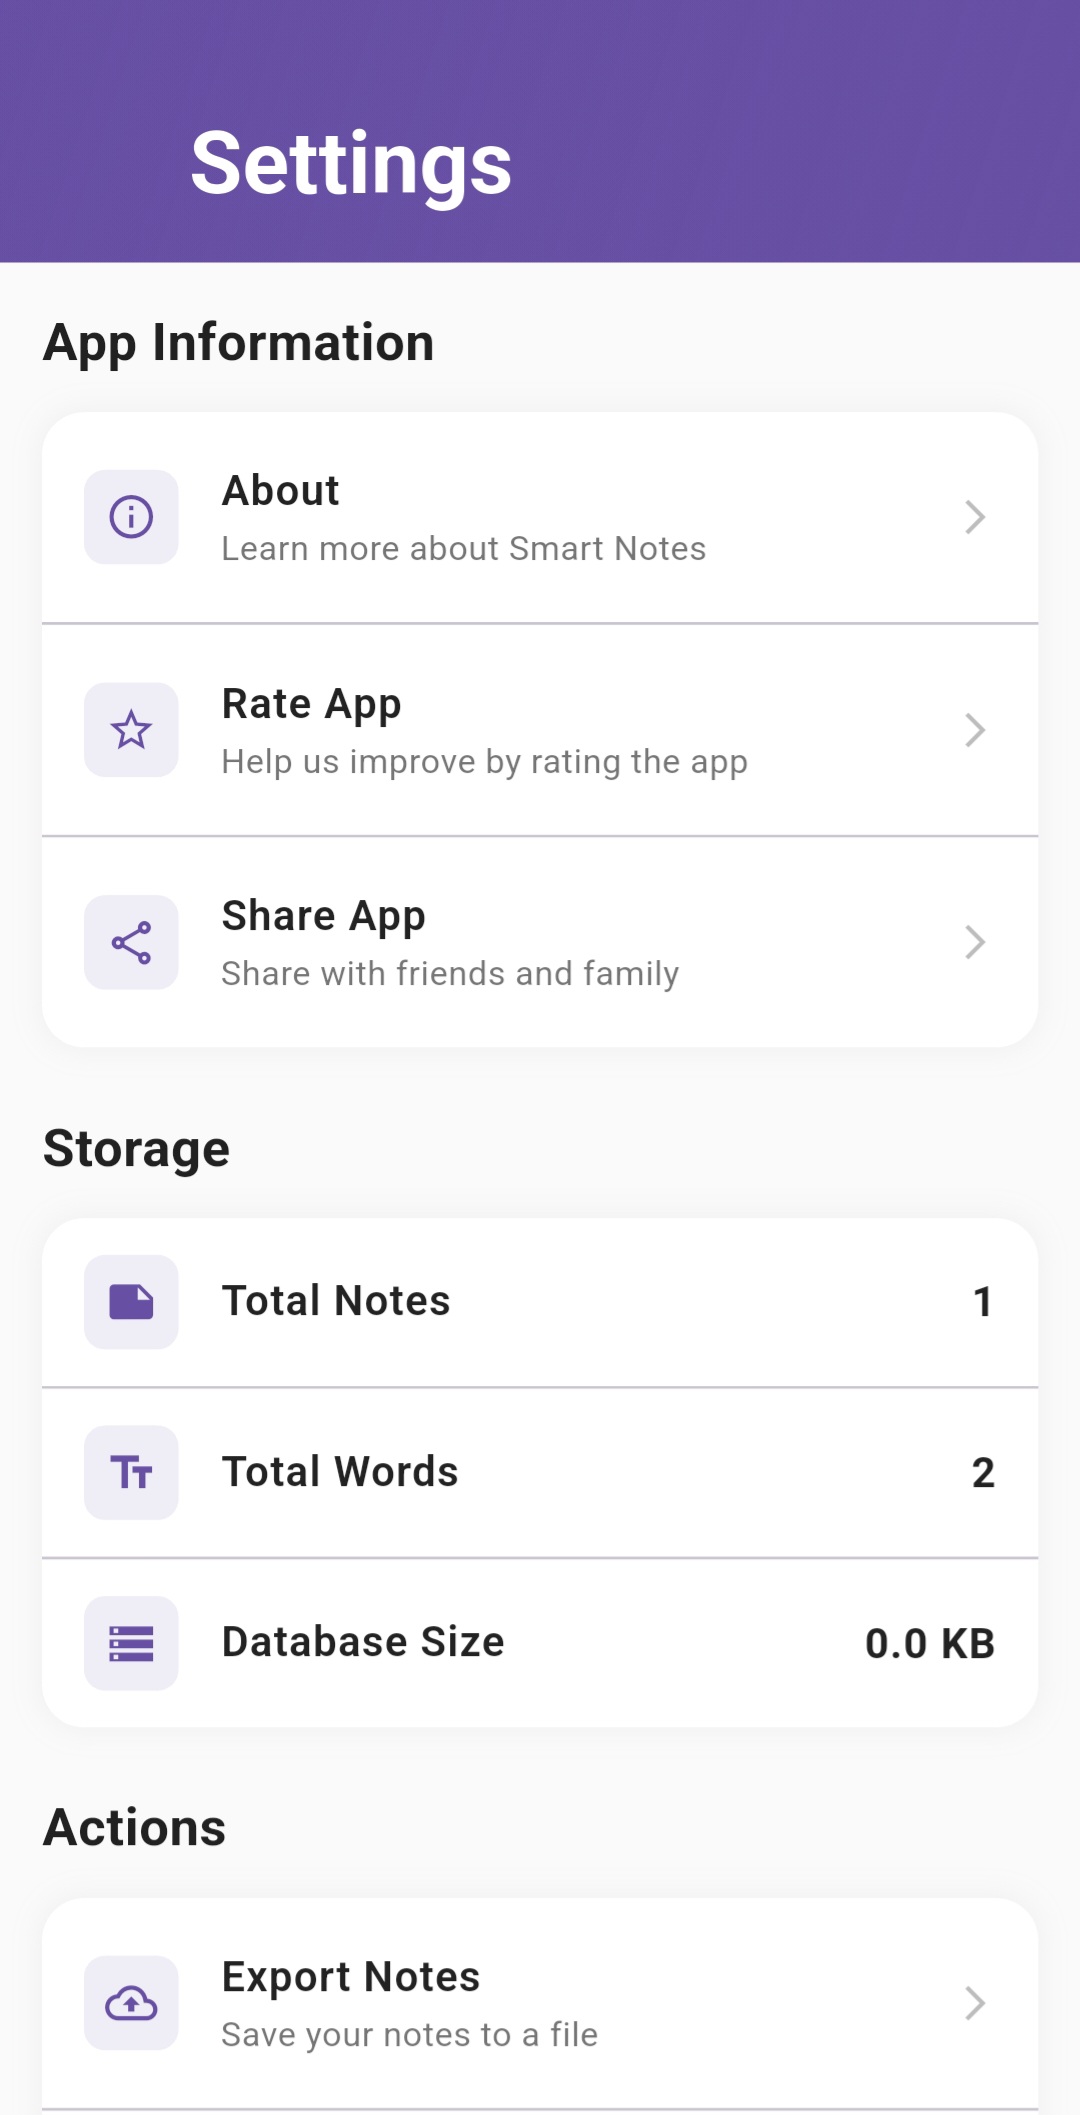 Settings
App Information
About
Learn more about Smart Notes
Rate App
Help us improve by rating the app
Share App
Share with friends and family
Storage
Total Notes 1
Total Words 2
Database Size 0.0 KB
Actions
Export Notes
Save your notes to a file